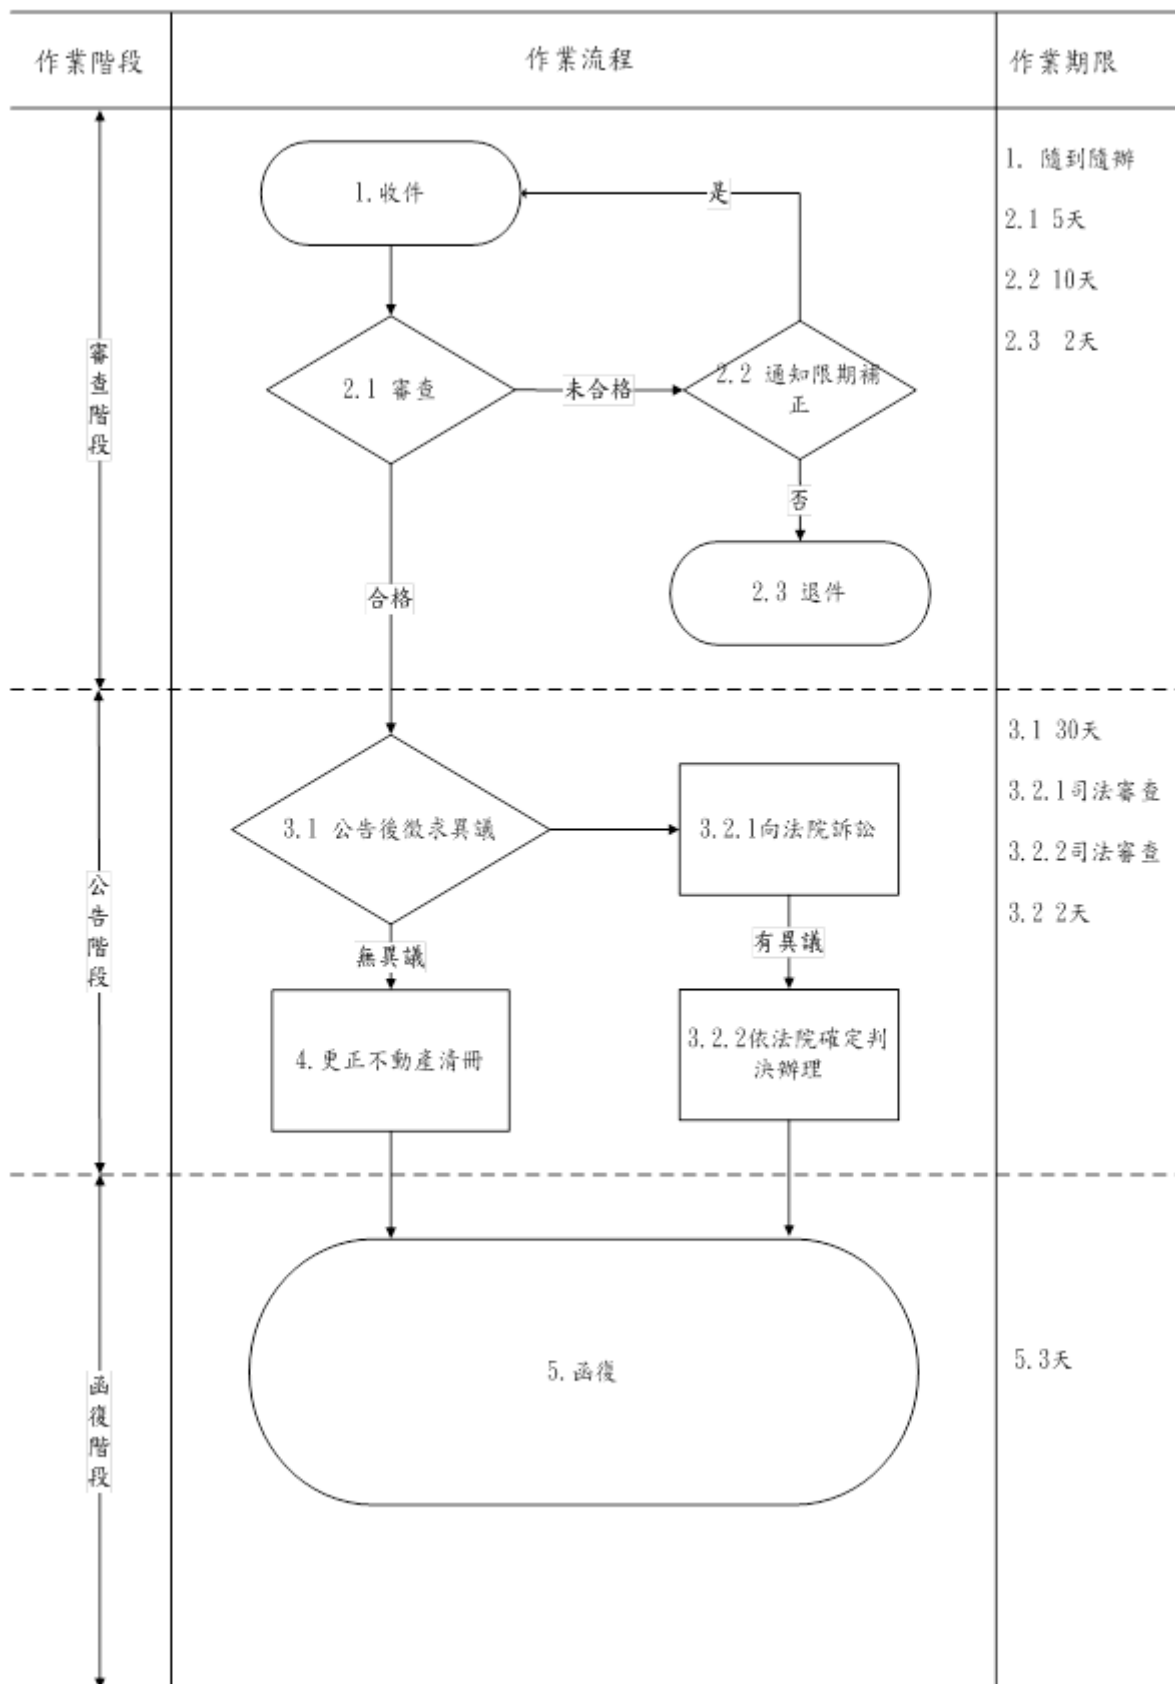 作業階段
作業流程
作業期限
審查階段
1.收件
是
2.1 審查
未合格
2.2 通知限期補
正
否
2.3 退件
合格
1. 隨到隨辦
2.1 5天
2.2 10天
2.3 2天
公告階段
3.1 公告後徵求異議
3.2.1向法院訴訟
無異議
有異議
4.更正不動產清冊
3.2.2依法院確定判
決辦理
3.1 30天
3.2.1司法審查
3.2.2司法審查
3.2 2天
函復階段
5.函復
5.3天